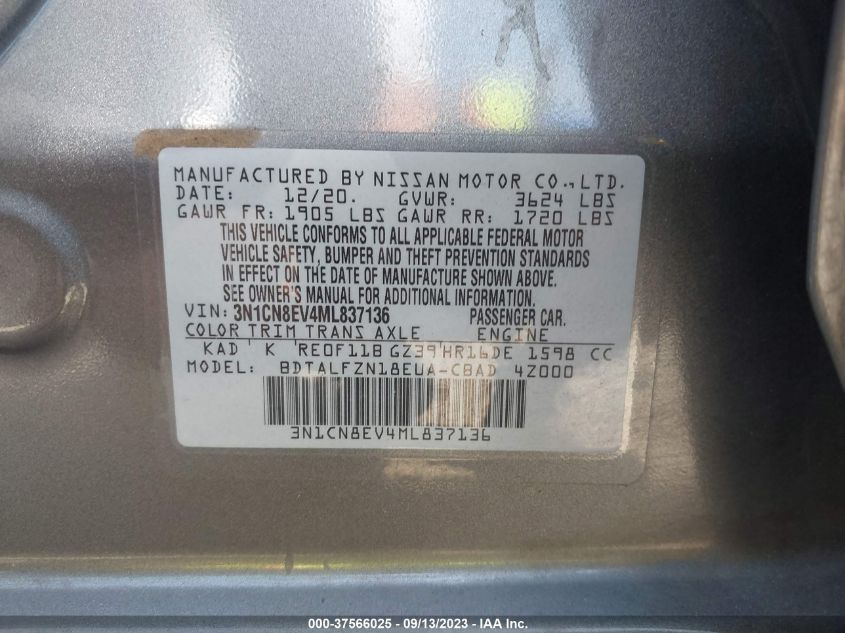 MANUFACTURED BY NISSAN MOTOR CO.,LTD.
DATE: 12/20. GVWR: 3624 LBS
GAWR FR: 1905 LBS GAWR RR: 1720 LBS
THIS VEHICLE CONFORMS TO ALL APPLICABLE FEDERAL MOTOR
VEHICLE SAFETY, BUMPER AND THEFT PREVENTION STANDARDS
IN EFFECT ON THE DATE OF MANUFACTURE SHOWN ABOVE.
SEE OWNER'S MANUAL FOR ADDITIONAL INFORMATION.
VIN: 3N1CN8EV4ML837136 PASSENGER CAR.
COLOR TRIM TRANS AXLE ENGINE
KAD K RE0F11B GZ39 HR16DE 1598 CC
MODEL: BDTALFZN18EUA-CBAD 4Z000
3N1CN8EV4ML837136
000-37566025 - 09/13/2023 - IAA Inc.